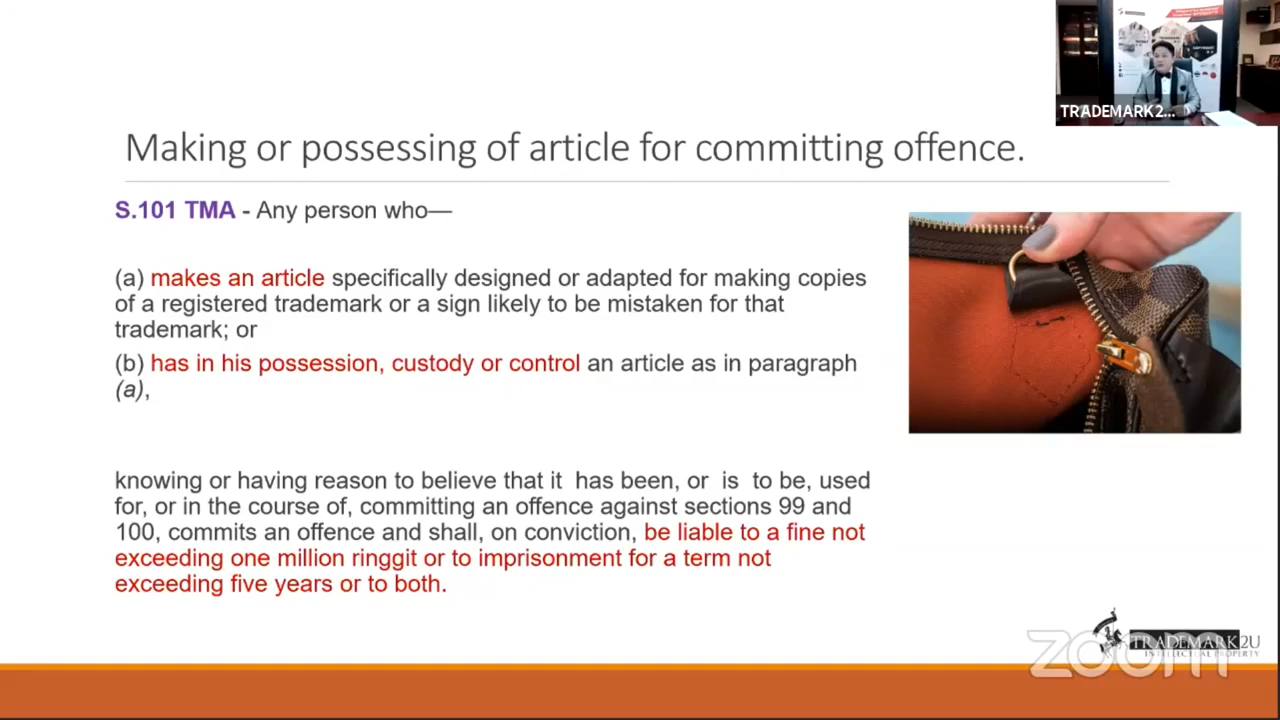 TRADEMARK 2...
Making or possessing of article for committing offence.
S.101 TMA - Any person who—
(a) makes an article specifically designed or adapted for making copies
of a registered trademark or a sign likely to be mistaken for that
trademark; or
(b) has in his possession, custody or control an article as in paragraph
(a),
knowing or having reason to believe that it has been, or is to be, used
for, or in the course of, committing an offence against sections 99 and
100, commits an offence and shall, on conviction, be liable to a fine not
exceeding one million ringgit or to imprisonment for a term not
exceeding five years or to both.
TRADEMARK2U
INTELLECTUAL PROPERTY
zoom